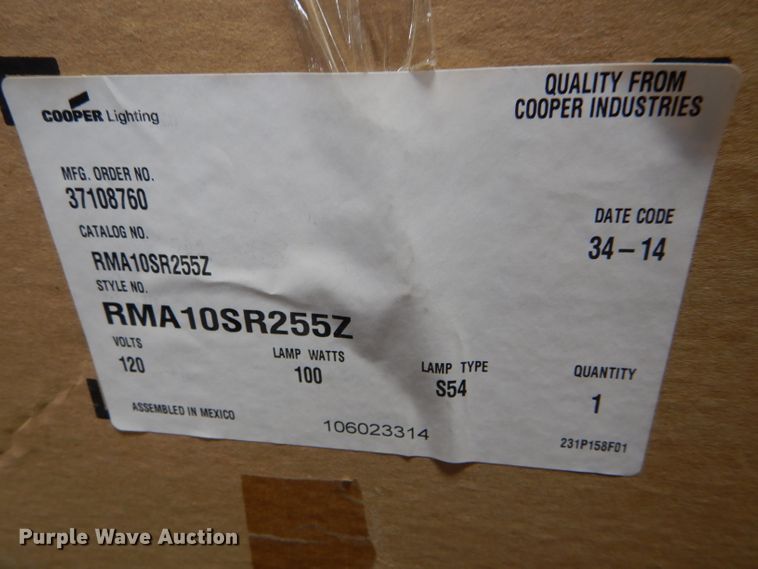 COOPER Lighting
QUALITY FROM
COOPER INDUSTRIES
MFG. ORDER NO.
37108760
DATE CODE
34-14
CATALOG NO.
RMA10SR255Z
STYLE NO.
RMA10SR255Z
VOLTS
120
LAMP WATTS
100
LAMP TYPE
S54
QUANTITY
1
ASSEMBLED IN MEXICO
106023314
231P158F01
Purple Wave Auction